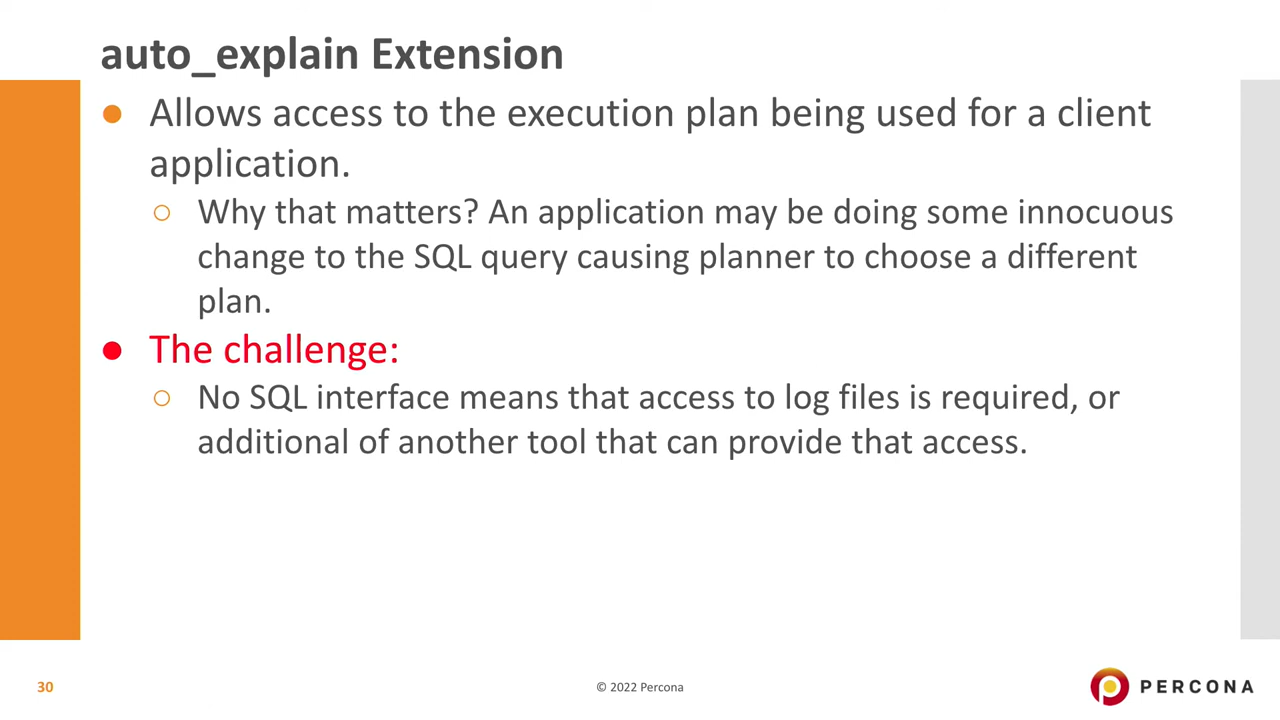 auto_explain Extension
● Allows access to the execution plan being used for a client
application.
○ Why that matters? An application may be doing some innocuous
change to the SQL query causing planner to choose a different
plan.
● The challenge:
○ No SQL interface means that access to log files is required, or
additional of another tool that can provide that access.
30
© 2022 Percona
PERCONA